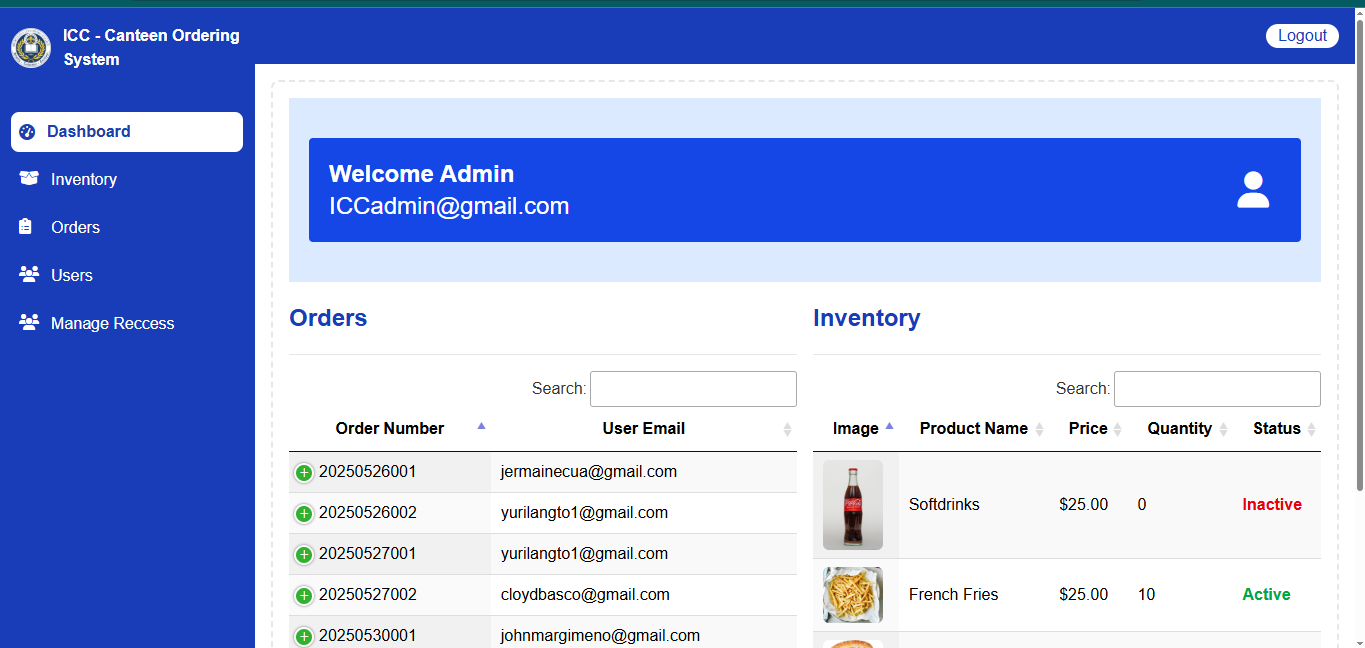 ICC - Canteen Ordering
System
Logout
Dashboard
Inventory
Orders
Users
Manage Reccess
Welcome Admin
ICCadmin@gmail.com
Orders
Search:
Order Number User Email
20250526001 jermainecua@gmail.com
20250526002 yurilangto1@gmail.com
20250527001 yurilangto1@gmail.com
20250527002 cloydbasco@gmail.com
20250530001 johnmargimeno@gmail.com
Inventory
Search:
Image Product Name Price Quantity Status
Softdrinks $25.00 0 Inactive
French Fries $25.00 10 Active